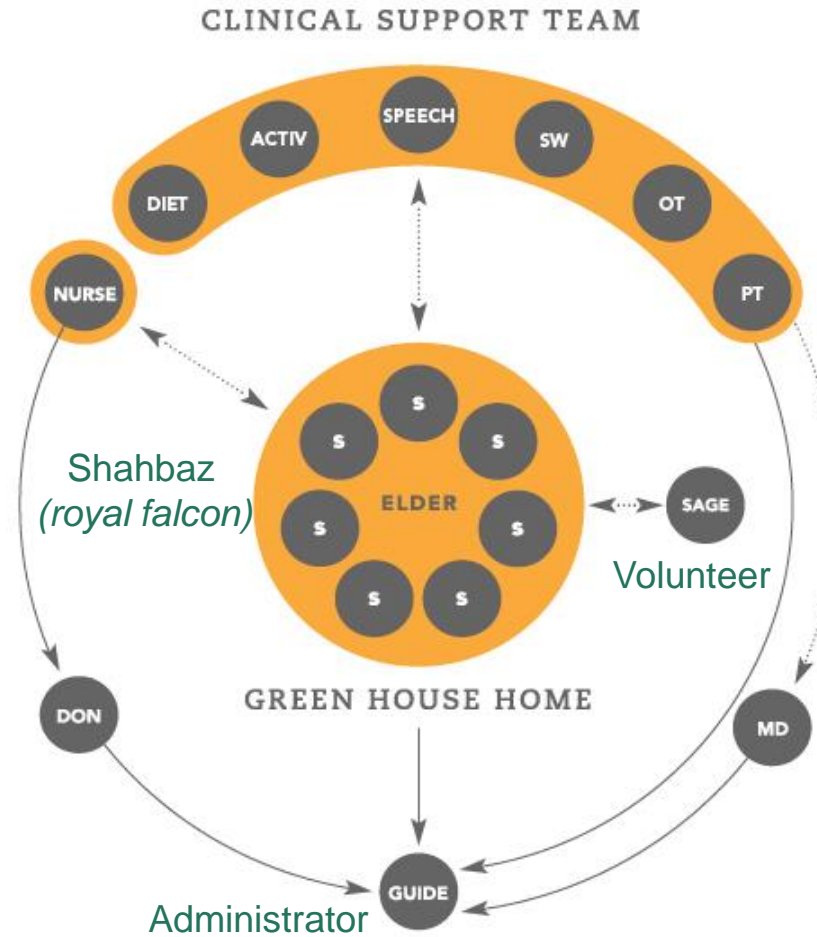 CLINICAL SUPPORT TEAM
SPEECH
ACTIV
SW
DIET
OT
NURSE
PT
S
S
S
Shahbaz
(royal falcon)
ELDER
SAGE
S
S
Volunteer
S
S
GREEN HOUSE HOME
DON
MD
GUIDE
Administrator